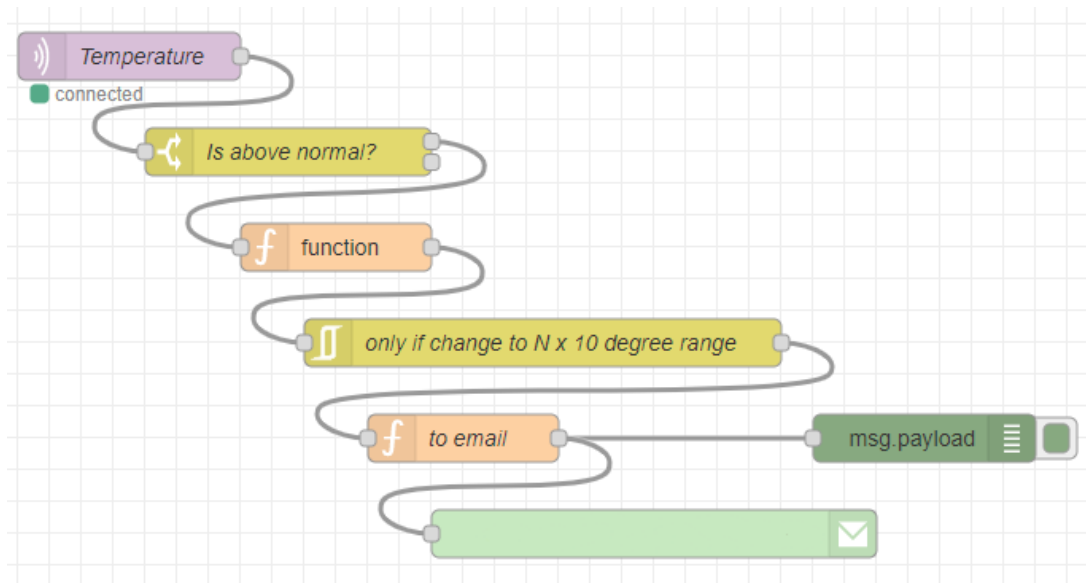 Temperature
connected
Is above normal?
function
only if change to N x 10 degree range
to email
msg.payload